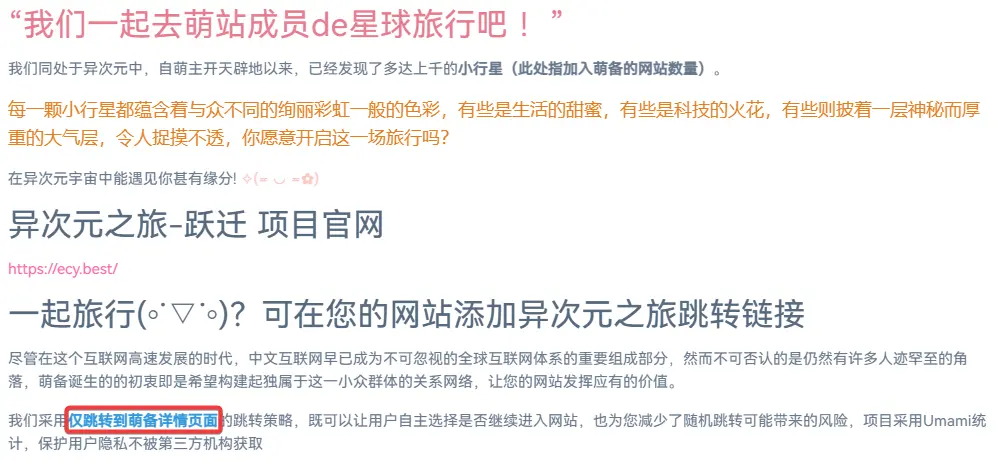 “我们一起去萌站成员de星球旅行吧 ！”
我们同处于异次元中，自萌主开天辟地以来，已经发现了多达上千的小行星（此处指加入萌备的网站数量）。
每一颗小行星都蕴含着与众不同的绚丽彩虹一般的色彩，有些是生活的甜蜜，有些是科技的火花，有些则披着一层神秘而厚
重的大气层，令人捉摸不透，你愿意开启这一场旅行吗？
在异次元宇宙中能遇见你甚有缘分! ✧(≖ ◡ ≖✿)
异次元之旅-跃迁 项目官网
https://ecy.best/
一起旅行(๑˙▽˙๑)？可在您的网站添加异次元之旅跳转链接
尽管在这个互联网高速发展的时代，中文互联网早已成为不可忽视的全球互联网体系的重要组成部分，然而不可否认的是仍然有许多人迹罕至的角
落，萌备诞生的的初衷即是希望构建起独属于这一小众群体的关系网络，让您的网站发挥应有的价值。
我们采用仅跳转到萌备详情页面的跳转策略，既可以让用户自主选择是否继续进入网站，也为您减少了随机跳转可能带来的风险，项目采用Umami统
计，保护用户隐私不被第三方机构获取